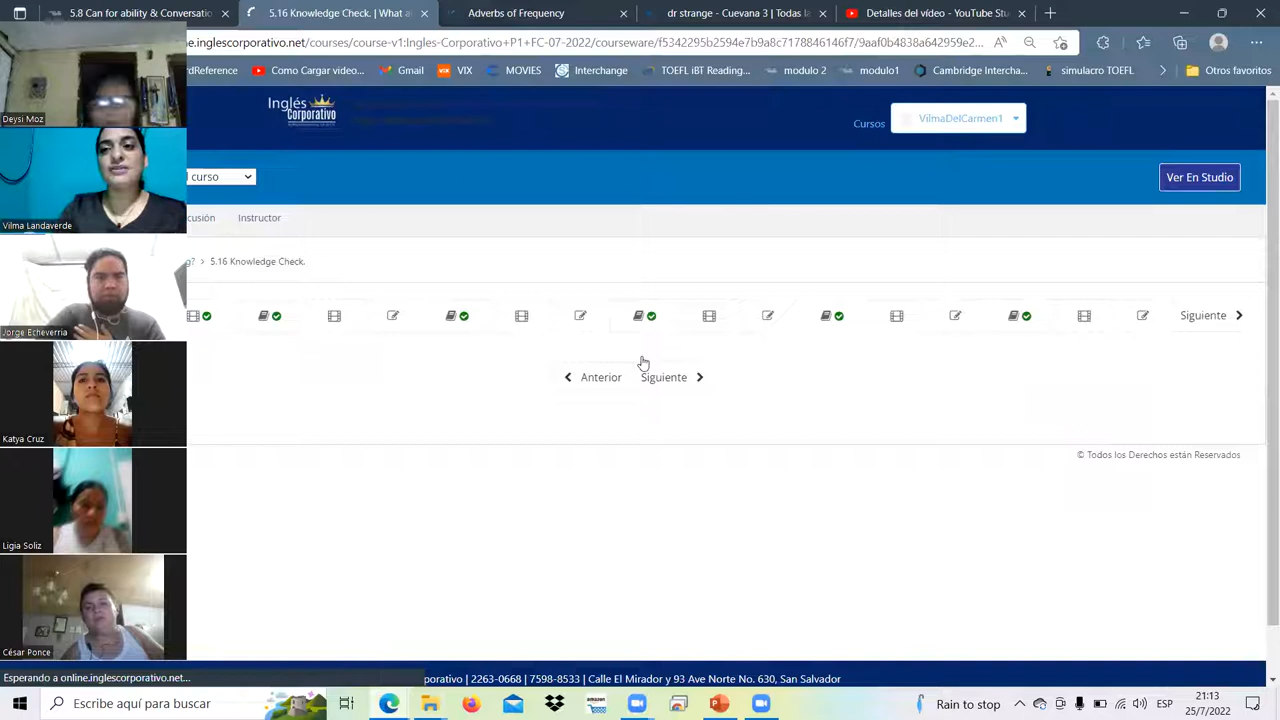 5.8 Can for ability & Conversat
5.16 Knowledge Check. | What a
Adverbs of Frequency
dr strange - Cuevana 3 | Todas la
Detalles del vídeo - YouTube Stu
e.inglescorporativo.net/courses/course-v1:Ingles-Corporativo+P1+FC-07-2022/courseware/f5342295b2594e7b9a8c7178846146f7/9aaf0b4838a642959e2...
rdReference
Como Cargar video...
Gmail
VIX
MOVIES
Interchange
TOEFL iBT Reading...
modulo 2
modulo1
Cambridge Intercha...
simulacro TOEFL
Otros favoritos
Inglés
Corporativo
Cursos
VilmaDelCarmen1
l curso
Ver En Studio
cusión
Instructor
g? > 5.16 Knowledge Check.
Siguiente
Anterior
Siguiente
© Todos los Derechos están Reservados
Deysi Moz
Vilma Landaverde
Jorge Echeverria
Katya Cruz
Ligia Soliz
César Ponce
Esperando a online.inglescorporativo.net...
porativo | 2263-0668 | 7598-8533 | Calle El Mirador y 93 Ave Norte No. 630, San Salvador
Escribe aquí para buscar
Rain to stop
ESP
21:13
25/7/2022